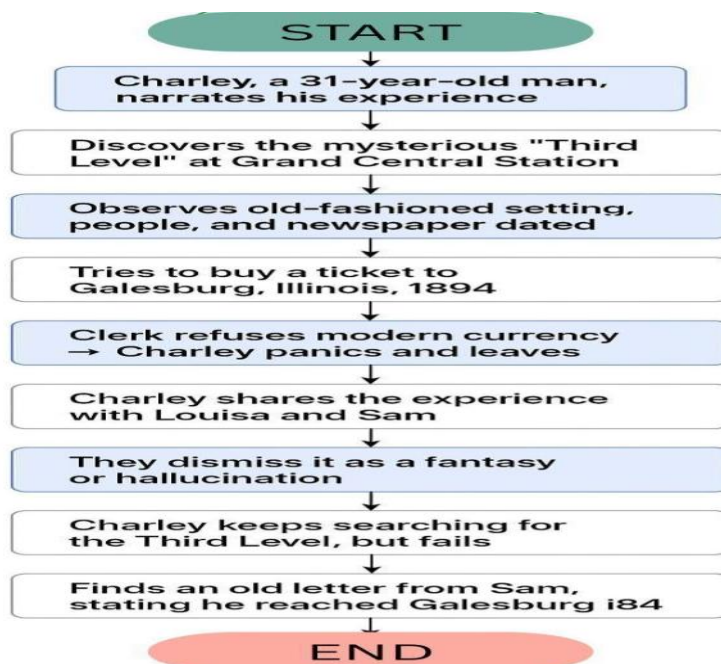 START
Charley, a 31-year-old man,
narrates his experience
Discovers the mysterious "Third
Level" at Grand Central Station
Observes old-fashioned setting,
people, and newspaper dated
Tries to buy a ticket to
Galesburg, Illinois, 1894
Clerk refuses modern currency
→ Charley panics and leaves
Charley shares the experience
with Louisa and Sam
They dismiss it as a fantasy
or hallucination
Charley keeps searching for
the Third Level, but fails
Finds an old letter from Sam,
stating he reached Galesburg i84
END